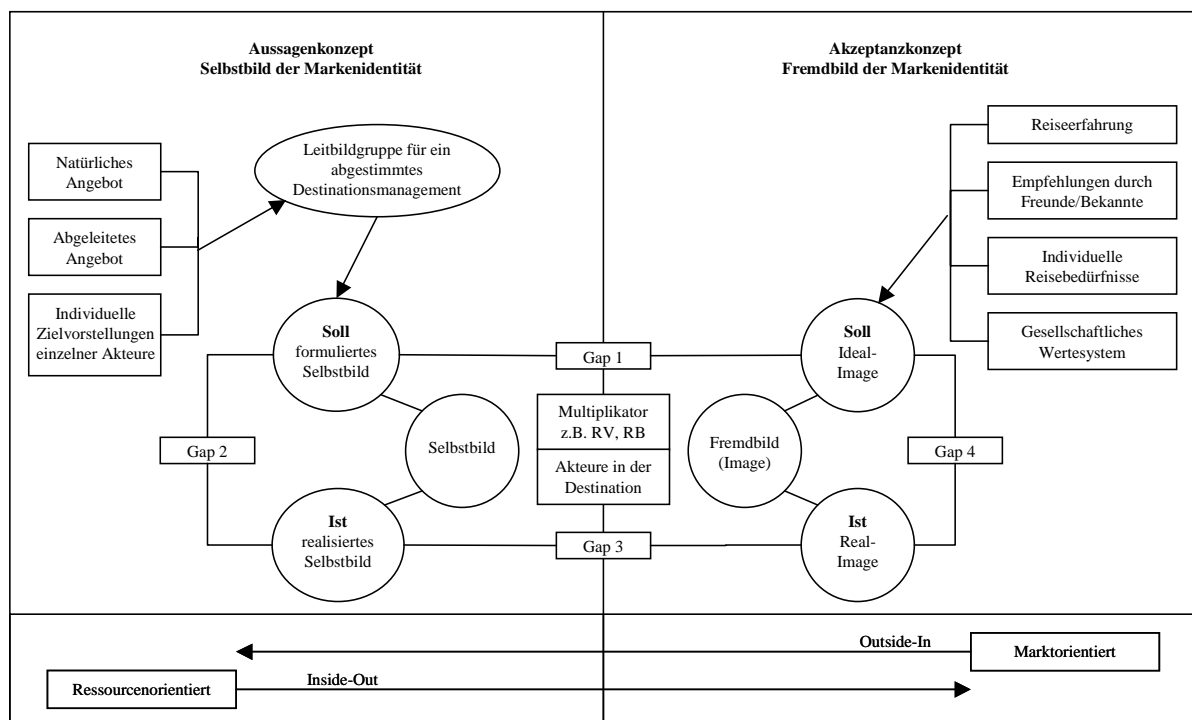 Aussagenkonzept
Selbstbild der Markenidentität
Natürliches
Angebot
Abgeleitetes
Angebot
Individuelle
Zielvorstellungen
einzelner Akteure
Leitbildgruppe für ein
abgestimmtes
Destinationsmanagement
Soll
formuliertes
Selbstbild
Gap 2
Selbstbild
Ist
realisiertes
Selbstbild
Gap 1
Multiplikator
z.B. RV, RB
Akteure in der
Destination
Gap 3
Akzeptanzkonzept
Fremdbild der Markenidentität
Reiseerfahrung
Empfehlungen durch
Freunde/Bekannte
Individuelle
Reisebedürfnisse
Gesellschaftliches
Wertesystem
Soll
Ideal-
Image
Fremdbild
(Image)
Gap 4
Ist
Real-
Image
Outside-In
Marktorientiert
Ressourcenorientiert
Inside-Out